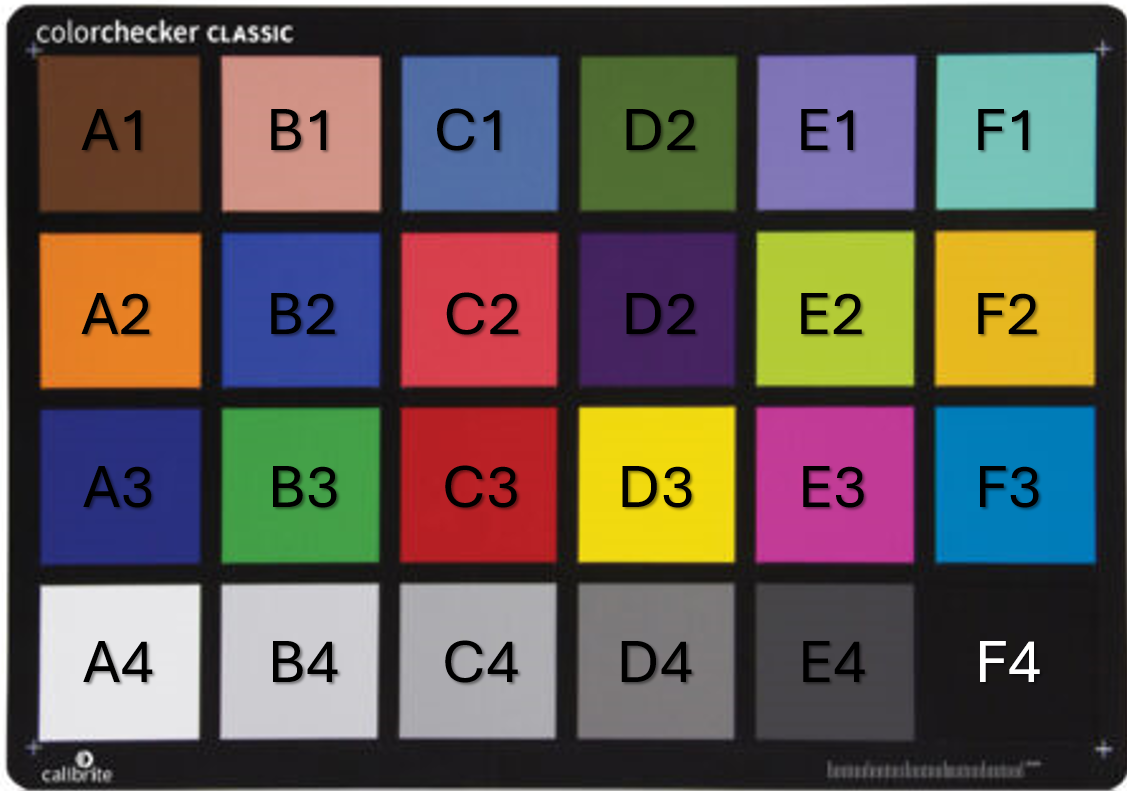 colorchecker CLASSIC
A1 B1 C1 D2 E1 F1
A2 B2 C2 D2 E2 F2
A3 B3 C3 D3 E3 F3
A4 B4 C4 D4 E4 F4
calibrite